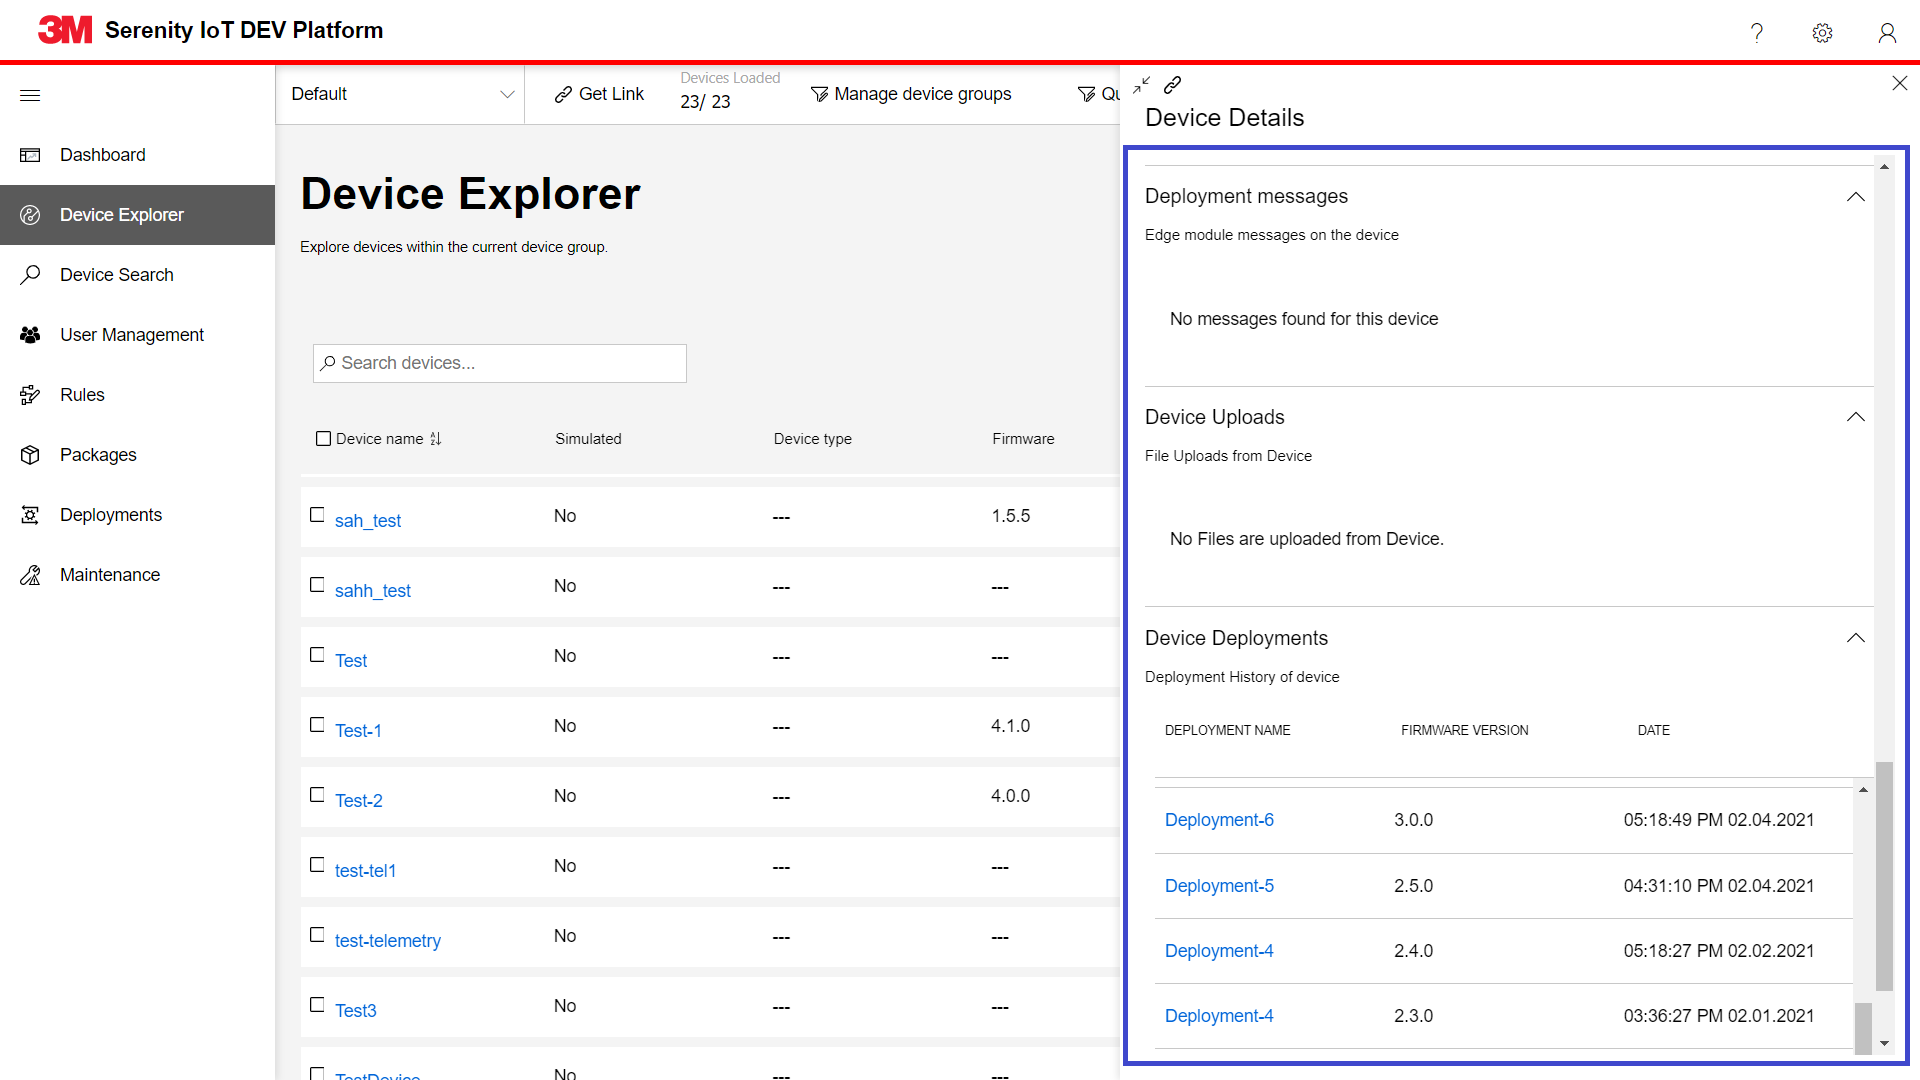 3M Serenity IoT DEV Platform
Default
Get Link
Devices Loaded
23/ 23
Manage device groups
Qu
Dashboard
Device Explorer
Device Search
User Management
Rules
Packages
Deployments
Maintenance
Device Explorer
Explore devices within the current device group.
Search devices...
Device name Simulated Device type Firmware
sah_test No --- 1.5.5
sahh_test No --- ---
Test No --- ---
Test-1 No --- 4.1.0
Test-2 No --- 4.0.0
test-tel1 No --- ---
test-telemetry No --- ---
Test3 No --- ---
TestDevice No --- ---
Device Details
Deployment messages
Edge module messages on the device
No messages found for this device
Device Uploads
File Uploads from Device
No Files are uploaded from Device.
Device Deployments
Deployment History of device
DEPLOYMENT NAME FIRMWARE VERSION DATE
Deployment-6 3.0.0 05:18:49 PM 02.04.2021
Deployment-5 2.5.0 04:31:10 PM 02.04.2021
Deployment-4 2.4.0 05:18:27 PM 02.02.2021
Deployment-4 2.3.0 03:36:27 PM 02.01.2021